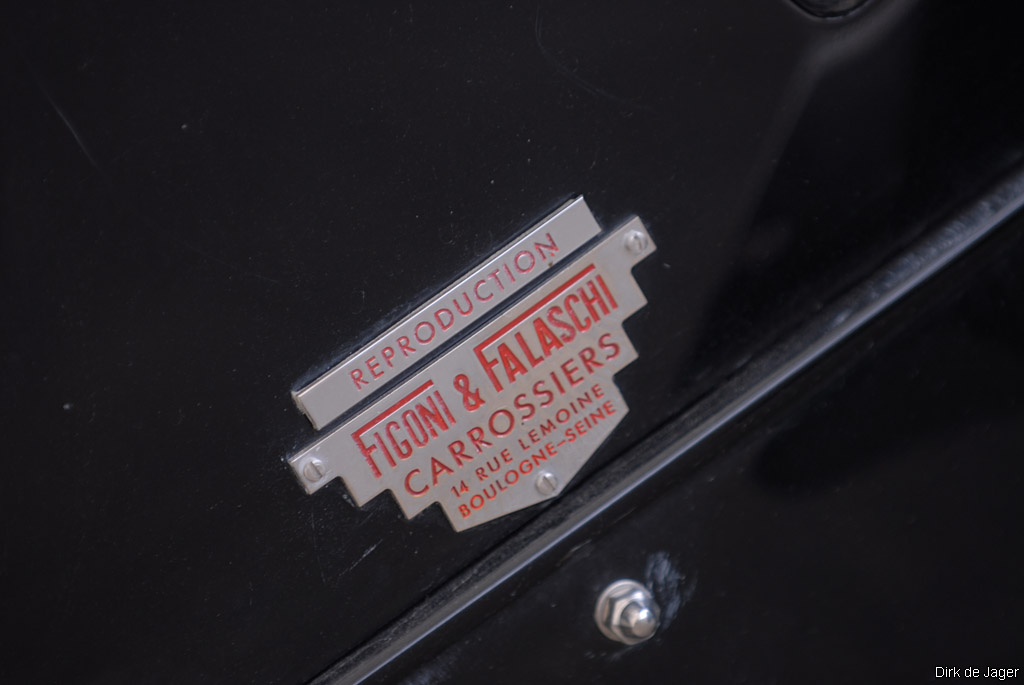 REPRODUCTION
FIGONI & FALASCHI
CARROSSIERS
14 RUE LEMOINE
BOULOGNE-SEINE
Dirk de Jager